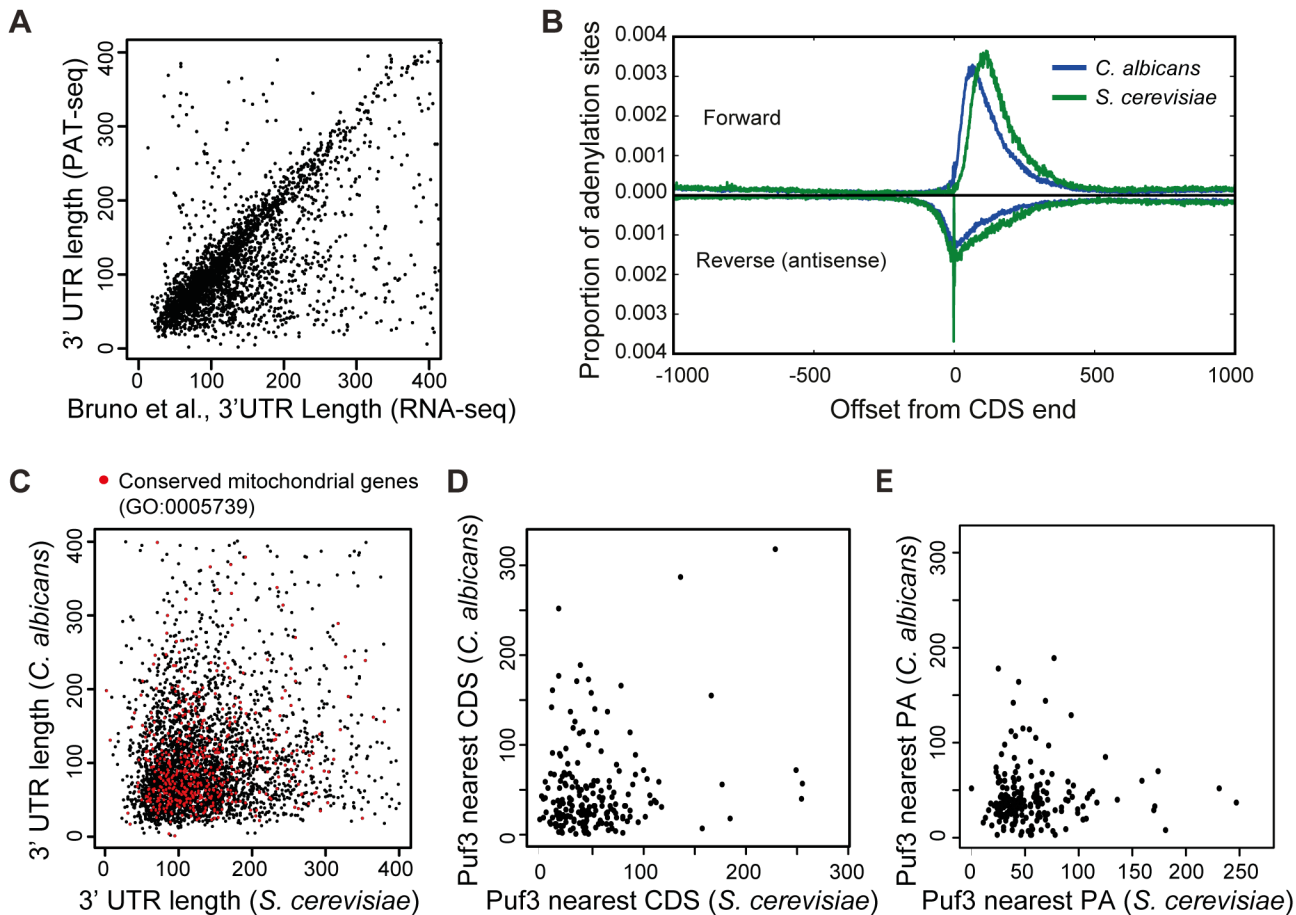 A
3' UTR length (PAT-seq)
400
300
200
100
0
0 100 200 300 400
Bruno et al., 3'UTR Length (RNA-seq)
B
Proportion of adenylation sites
0.004
0.003
0.002
0.001
0.000
0.001
0.002
0.003
0.004
Forward
Reverse (antisense)
C. albicans
S. cerevisiae
-1000 -500 0 500 1000
Offset from CDS end
C
Conserved mitochondrial genes
(GO:0005739)
3' UTR length (C. albicans)
400
300
200
100
0
0 100 200 300 400
3' UTR length (S. cerevisiae)
D
Puf3 nearest CDS (C. albicans)
300
200
100
0
0 50 100 200 300
Puf3 nearest CDS (S. cerevisiae)
E
Puf3 nearest PA (C. albicans)
300
200
100
0
0 50 100 150 200 250
Puf3 nearest PA (S. cerevisiae)